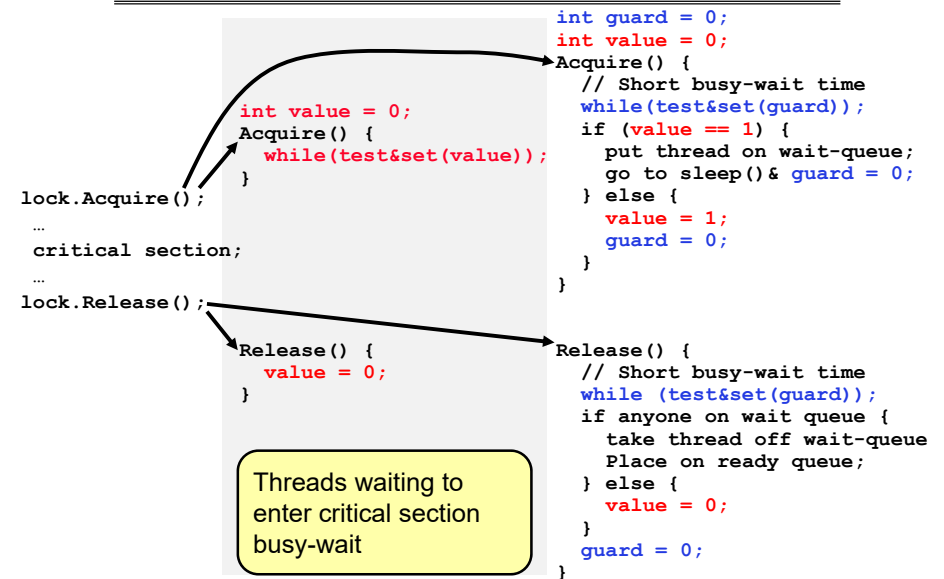 lock.Acquire();
…
critical section;
…
lock.Release();
int value = 0;
Acquire() {
while(test&set(value));
}
Release() {
value = 0;
}
Threads waiting to
enter critical section
busy-wait
int guard = 0;
int value = 0;
Acquire() {
// Short busy-wait time
while(test&set(guard));
if (value == 1) {
put thread on wait-queue;
go to sleep()& guard = 0;
} else {
value = 1;
guard = 0;
}
}
Release() {
// Short busy-wait time
while (test&set(guard));
if anyone on wait queue {
take thread off wait-queue
Place on ready queue;
} else {
value = 0;
}
guard = 0;
}